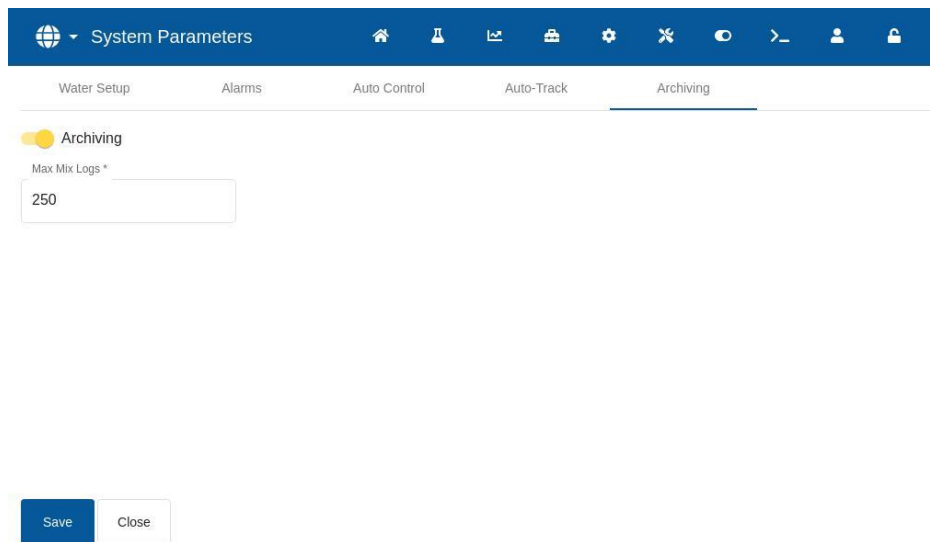 System Parameters
Water Setup Alarms Auto Control Auto-Track Archiving
Archiving
Max Mix Logs *
250
Save Close